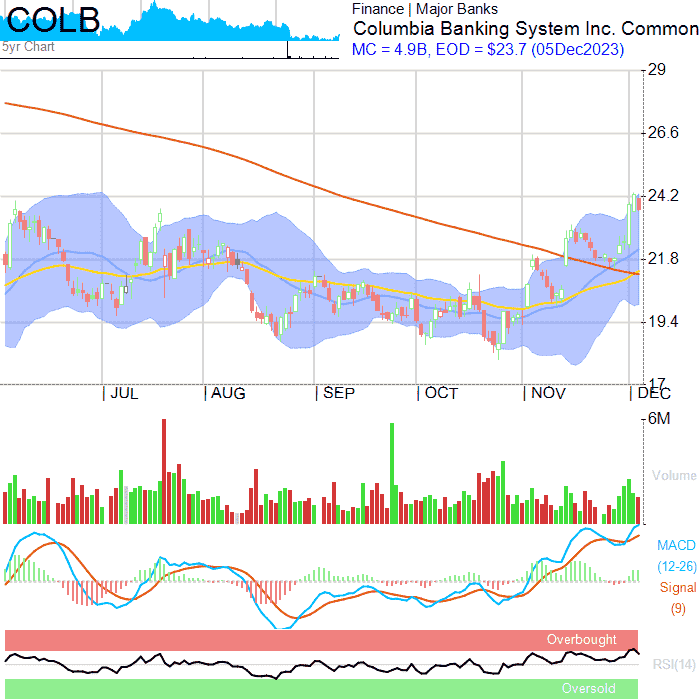 COLB
5yr Chart
Finance | Major Banks
Columbia Banking System Inc. Common
MC = 4.9B, EOD = $23.7 (05Dec2023)
29
26.6
24.2
21.8
19.4
17
| JUL | AUG | SEP | OCT | NOV | DEC
6M
Volume
MACD
(12-26)
Signal
(9)
Overbought
RSI(14)
Oversold